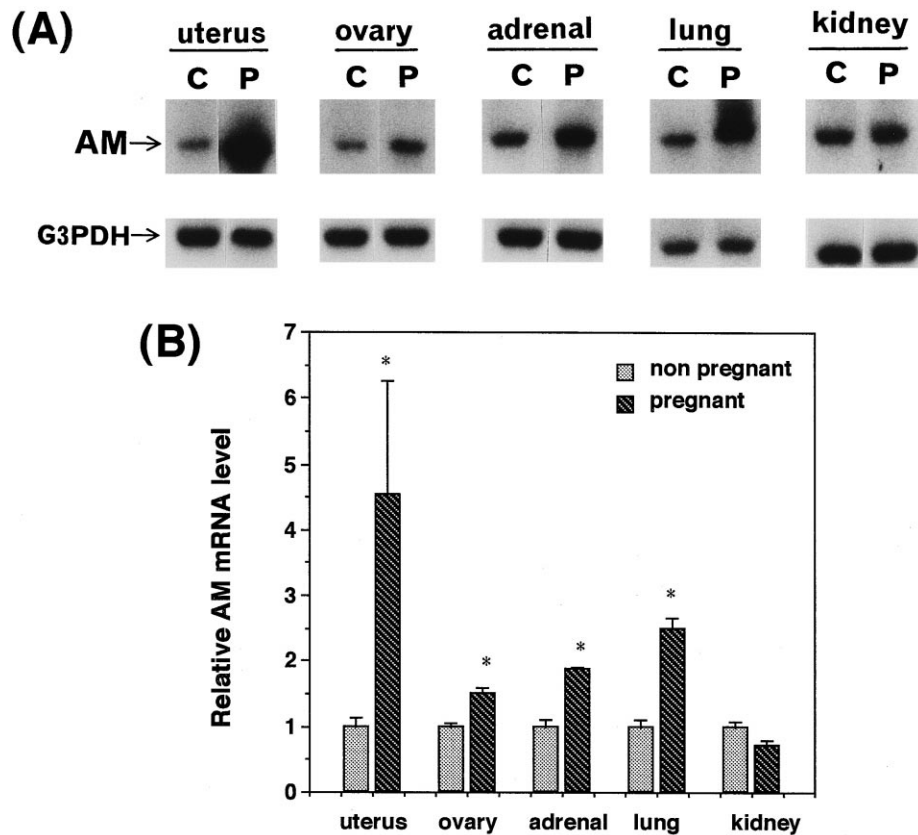 (A)
uterus ovary adrenal lung kidney
C P C P C P C P C P
AM→
G3PDH→
(B)
7
6
5
4
3
2
1
0
Relative AM mRNA level
non pregnant
pregnant
* * * *
uterus ovary adrenal lung kidney